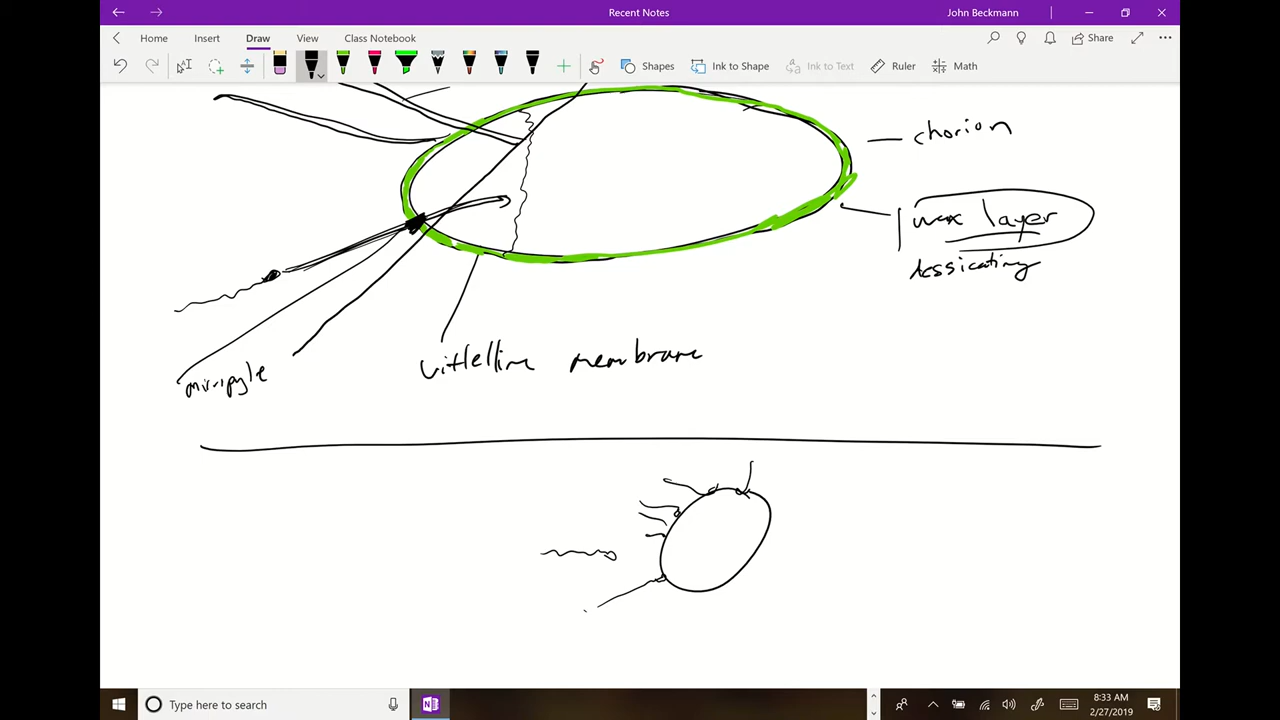 Recent Notes
John Beckmann
Home Insert Draw View Class Notebook
Share
Shapes Ink to Shape Ink to Text Ruler Math
chorion
wax layer
dessicating
vitlelline membrane
Type here to search
8:33 AM
2/27/2019